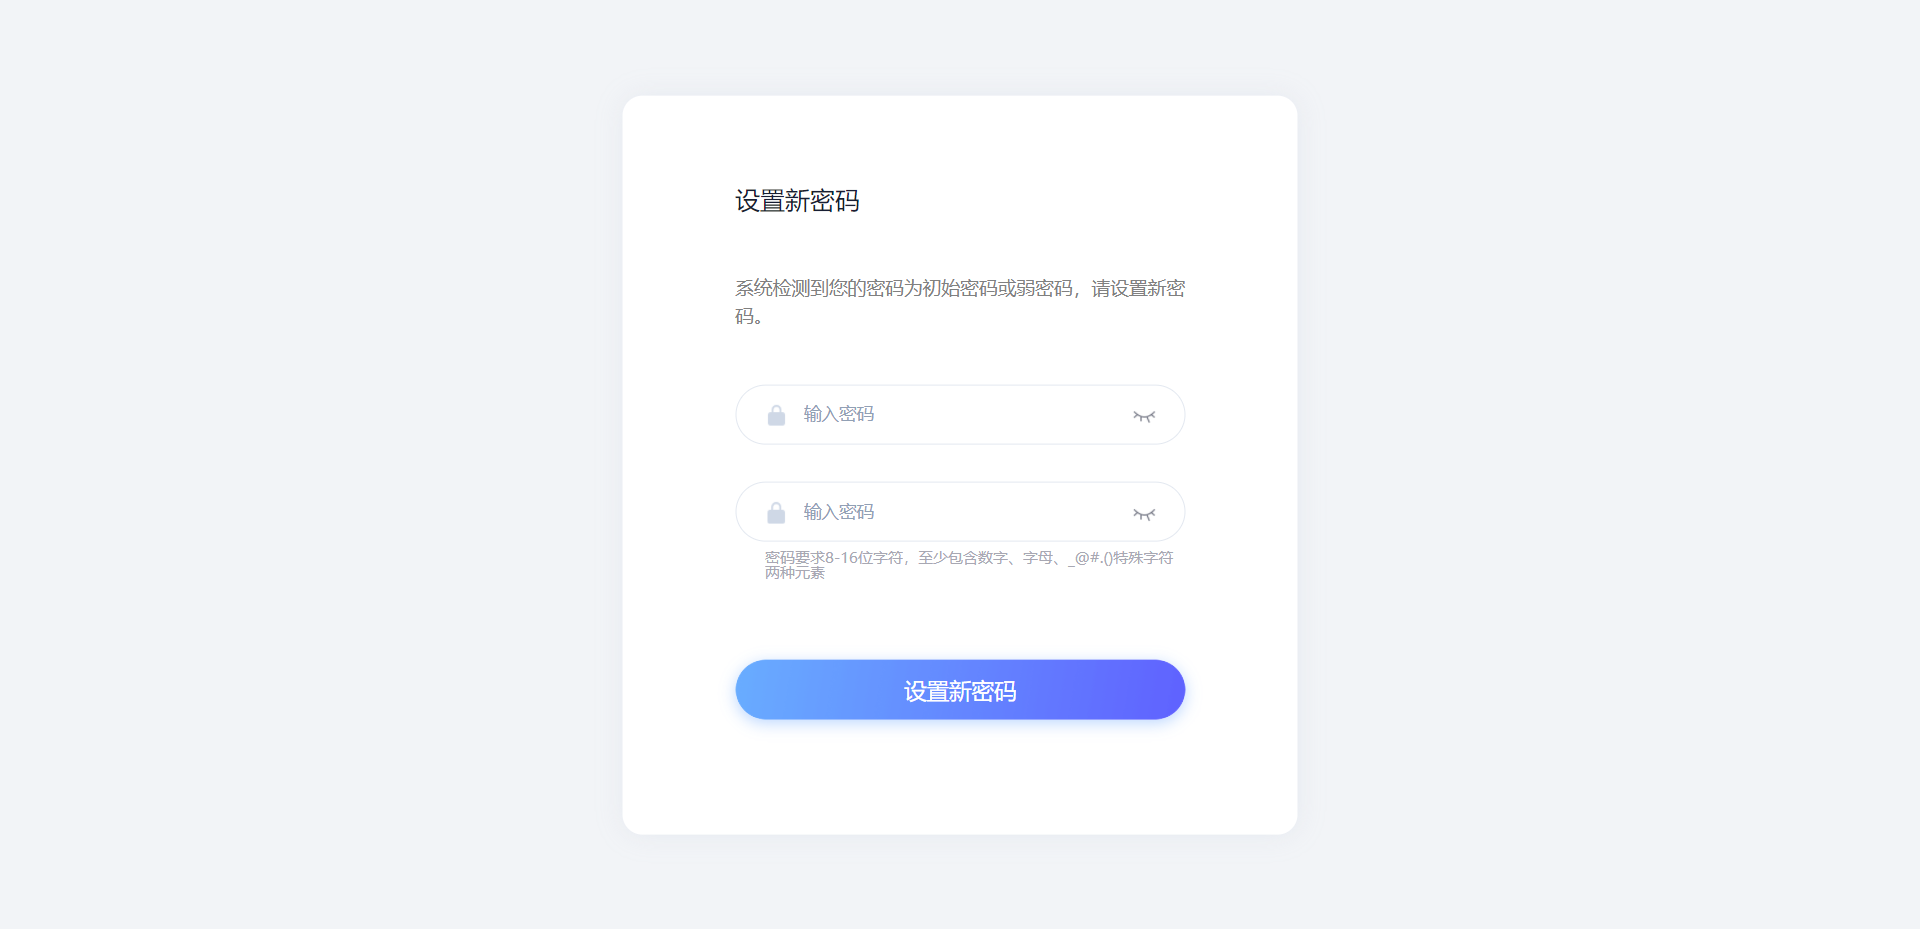 设置新密码
系统检测到您的密码为初始密码或弱密码，请设置新密
码。
输入密码
输入密码
密码要求8-16位字符，至少包含数字、字母、_@#.()特殊字符
两种元素
设置新密码